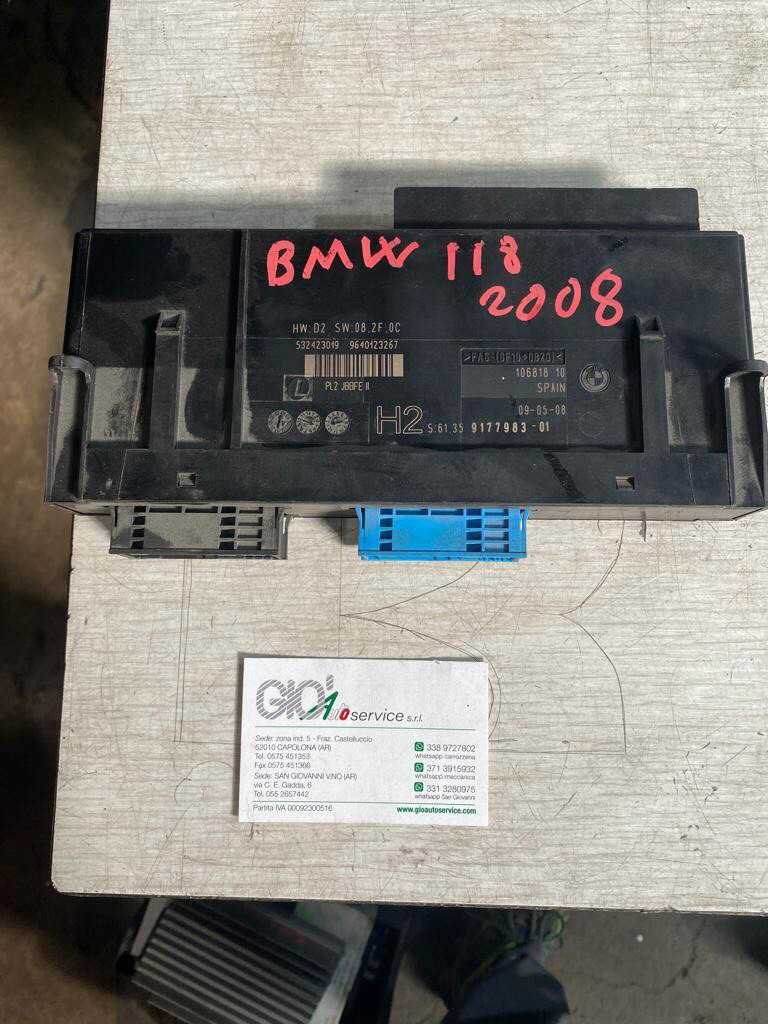 BMW 118
2008
HW:D2 SW:08.2F.0C
532423019 9640123267
PL2 JBBFE II
>PA6-(GF10+GB20)<
106818 10
SPAIN
09-05-08
H2 S:61.35 9177983-01
GIO'
Autoservice s.r.l.
Sede: zona ind. 5 - Fraz. Castelluccio
52010 CAPOLONA (AR)
Tel. 0575 451353
Fax 0575 451366
Sede: SAN GIOVANNI V.NO (AR)
via C. E. Gadda, 6
Tel. 055 2657442
Partita IVA 00092300516
338 9727802
whatsapp carrozzeria
371 3915932
whatsapp meccanica
331 3280975
whatsapp San Giovanni
www.gioautoservice.com